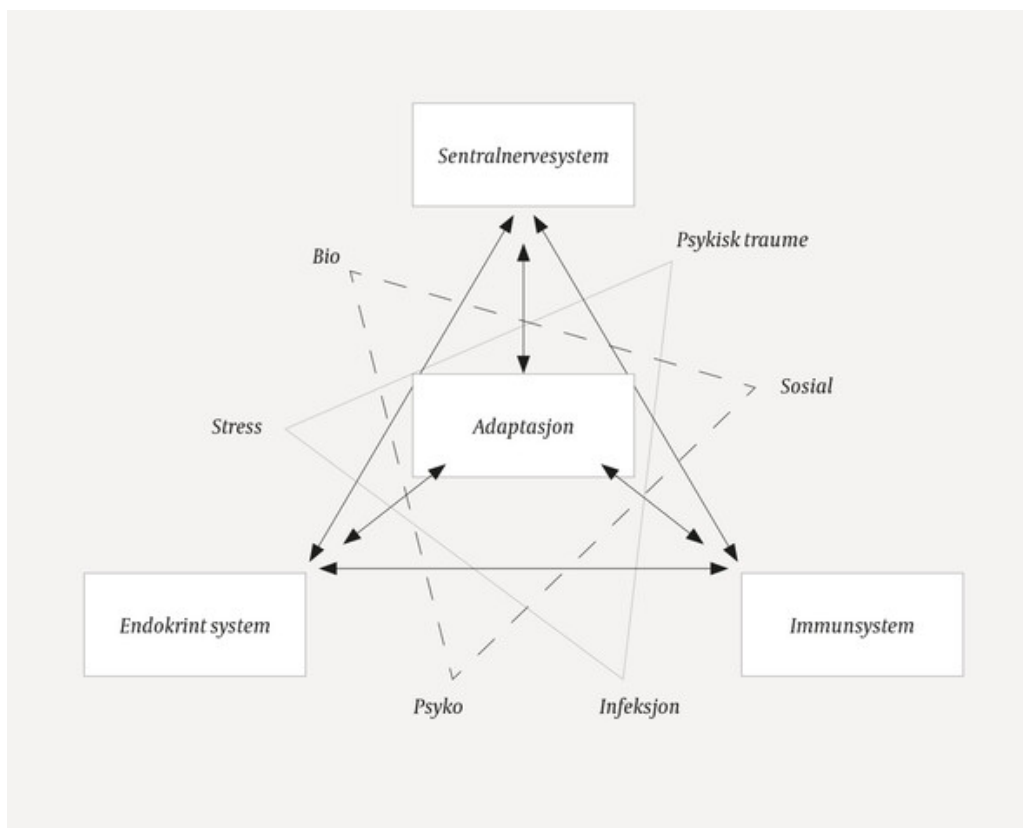 Sentralnervesystem
Psykisk traume
Bio
Sosial
Stress
Adaptasjon
Endokrint system
Immunsystem
Psyko
Infeksjon